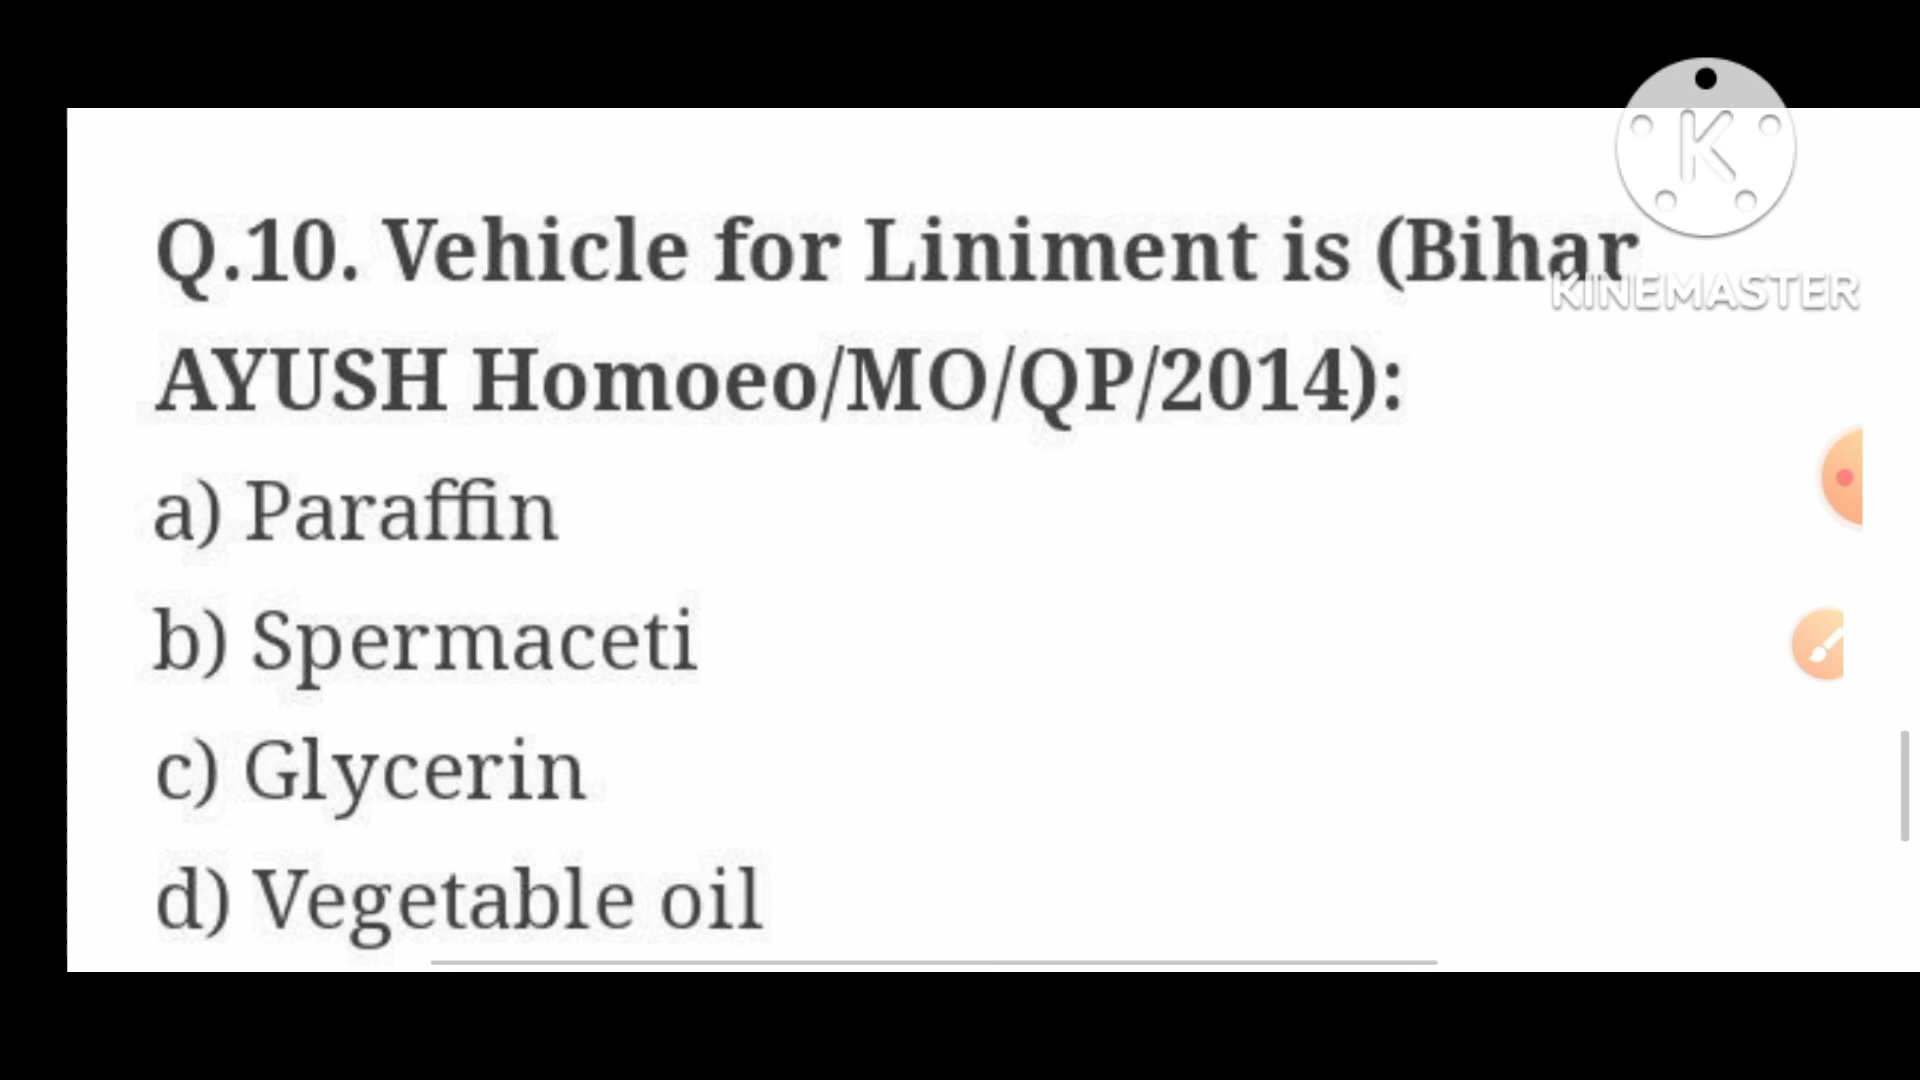 K
KINEMASTER
Q.10. Vehicle for Liniment is (Bihar
AYUSH Homoeo/MO/QP/2014):
a) Paraffin
b) Spermaceti
c) Glycerin
d) Vegetable oil